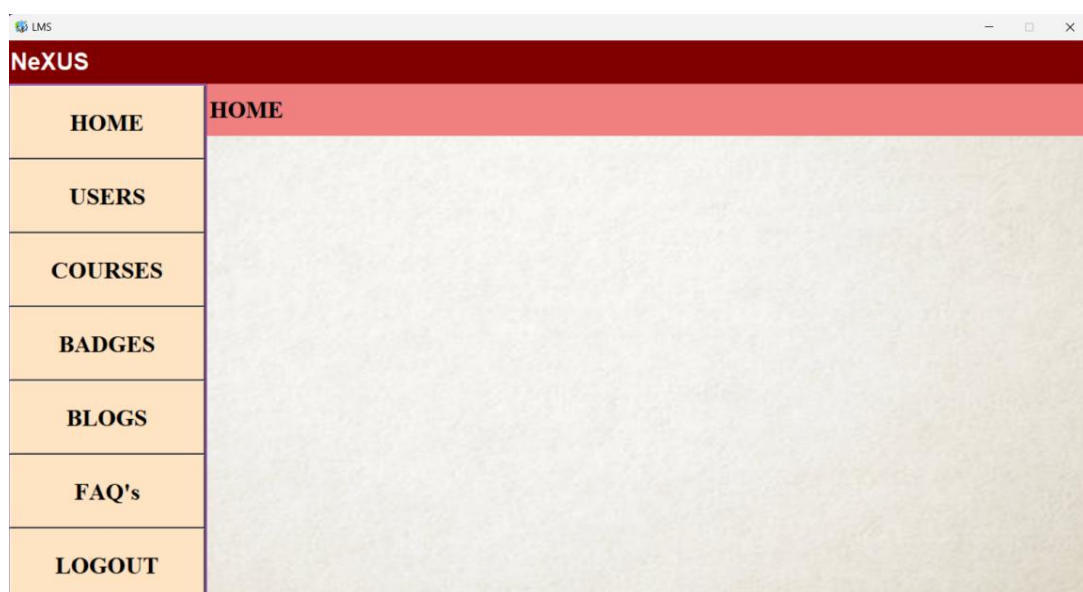 LMS
NeXUS
HOME
HOME
USERS
COURSES
BADGES
BLOGS
FAQ's
LOGOUT